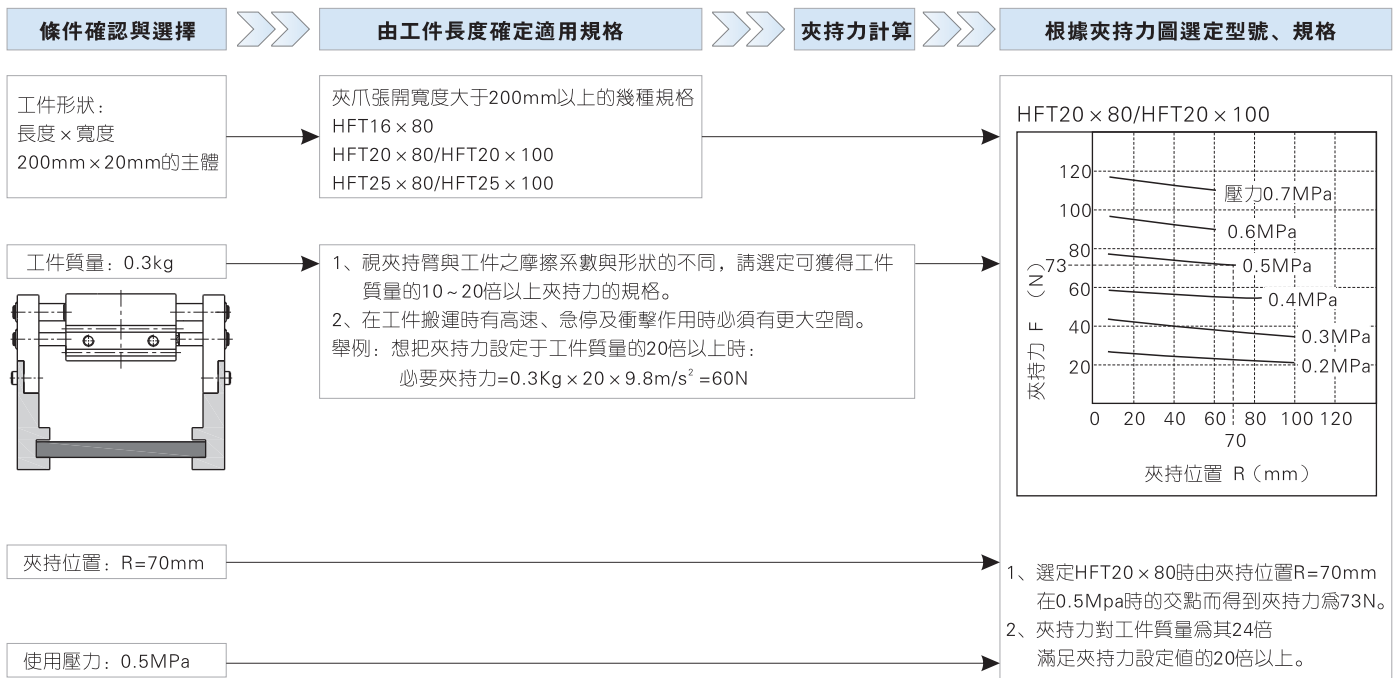 條件確認與選擇
由工件長度確定適用規格
夾持力計算
根據夾持力圖選定型號、規格
工件形狀：
長度×寬度
200mm×20mm的主體
夾爪張開寬度大于200mm以上的幾種規格
HFT16×80
HFT20×80/HFT20×100
HFT25×80/HFT25×100
工件質量：0.3kg
1、視夾持臂與工件之摩擦系數與形狀的不同，請選定可獲得工件
質量的10~20倍以上夾持力的規格。
2、在工件搬運時有高速、急停及衝擊作用時必須有更大空間。
舉例：想把夾持力設定于工件質量的20倍以上時：
必要夾持力=0.3Kg×20×9.8m/s² =60N
夾持位置：R=70mm
使用壓力：0.5MPa
HFT20×80/HFT20×100
夾持力 F （N）
120
100
80
73
60
40
20
壓力0.7MPa
0.6MPa
0.5MPa
0.4MPa
0.3MPa
0.2MPa
0 20 40 60 80 100 120
70
夾持位置 R（mm）
1、選定HFT20×80時由夾持位置R=70mm
在0.5Mpa時的交點而得到夾持力爲73N。
2、夾持力對工件質量爲其24倍
滿足夾持力設定值的20倍以上。